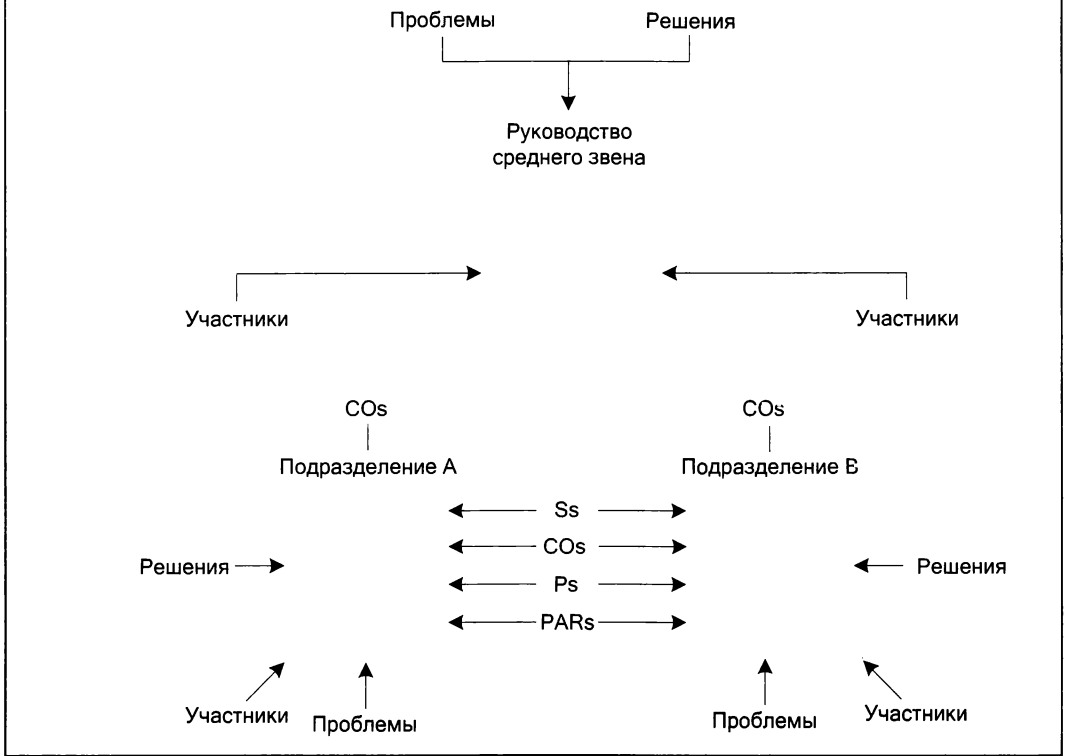 Проблемы Решения
Руководство
среднего звена
Участники Участники
COs COs
Подразделение А Подразделение В
Ss
COs
Решения Решения
Ps
PARs
Участники Проблемы Проблемы Участники